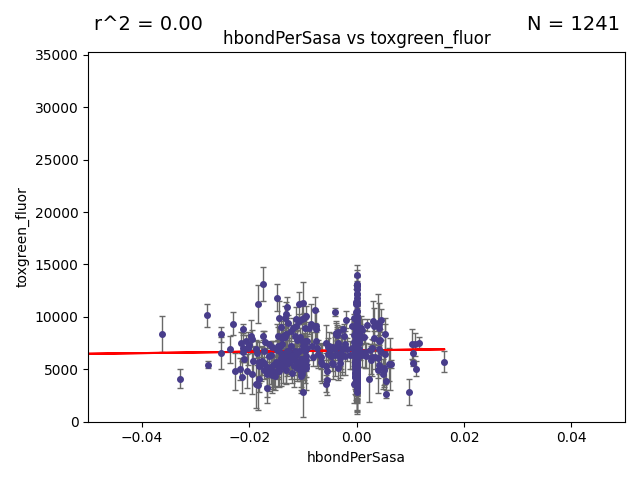 r^2 = 0.00
N = 1241
hbondPerSasa vs toxgreen_fluor
35000
30000
25000
20000
15000
10000
5000
0
toxgreen_fluor
−0.04
−0.02
0.00
0.02
0.04
hbondPerSasa